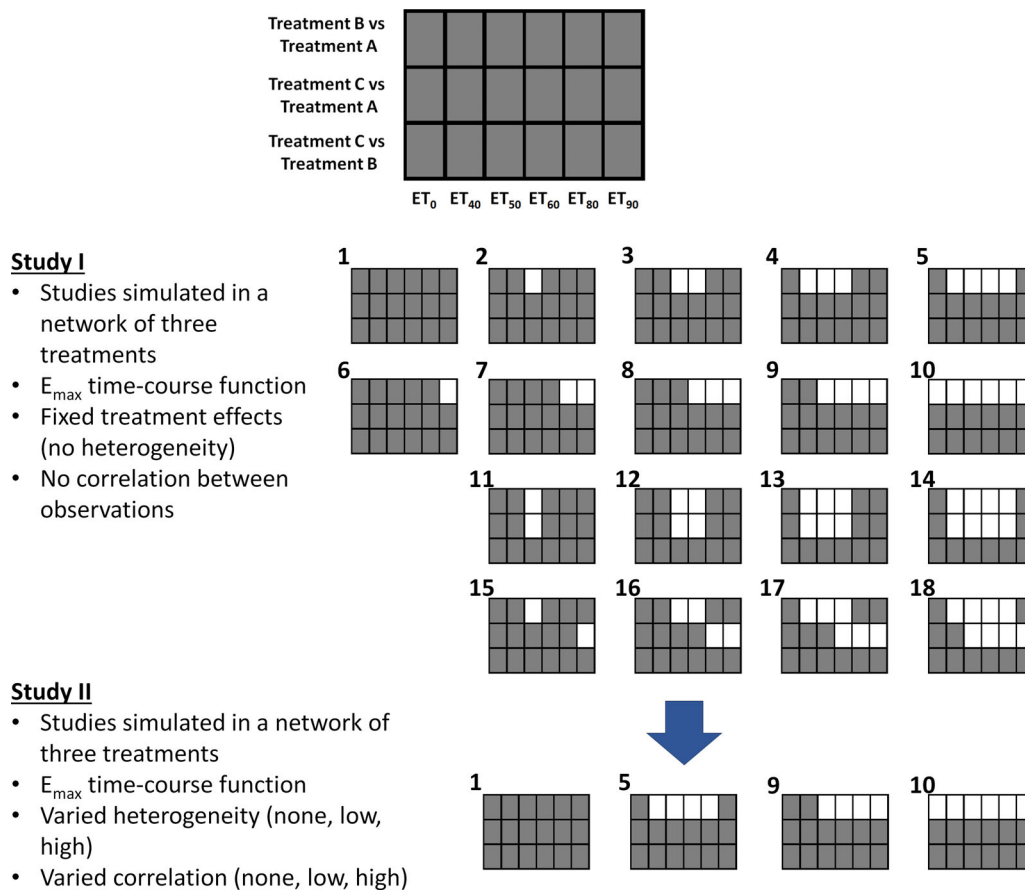 Treatment B vs
Treatment A
Treatment C vs
Treatment A
Treatment C vs
Treatment B
ET0 ET40 ET50 ET60 ET80 ET90
Study I
• Studies simulated in a
network of three
treatments
• Emax time-course function
• Fixed treatment effects
(no heterogeneity)
• No correlation between
observations
1 2 3 4 5
6 7 8 9 10
11 12 13 14
15 16 17 18
Study II
• Studies simulated in a network of
three treatments
• Emax time-course function
• Varied heterogeneity (none, low,
high)
• Varied correlation (none, low, high)
1 5 9 10